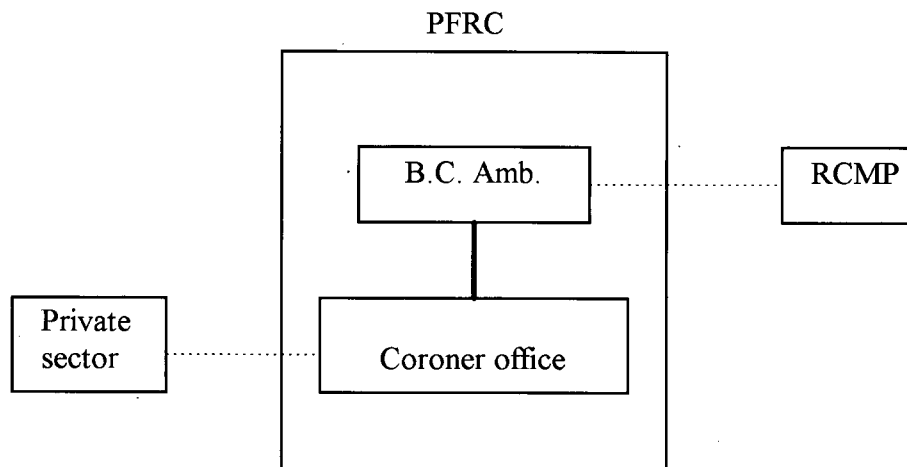 PFRC
B.C. Amb.
RCMP
Private
sector
Coroner office